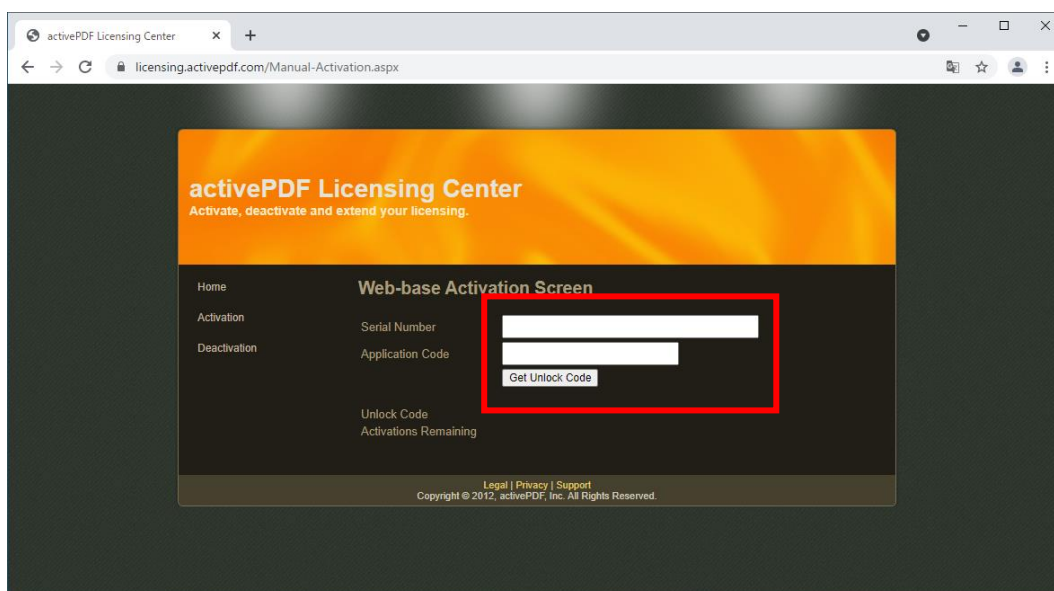 activePDF Licensing Center
licensing.activepdf.com/Manual-Activation.aspx
activePDF Licensing Center
Activate, deactivate and extend your licensing.
Home
Activation
Deactivation
Web-base Activation Screen
Serial Number
Application Code
Get Unlock Code
Unlock Code
Activations Remaining
Legal | Privacy | Support
Copyright © 2012, activePDF, Inc. All Rights Reserved.